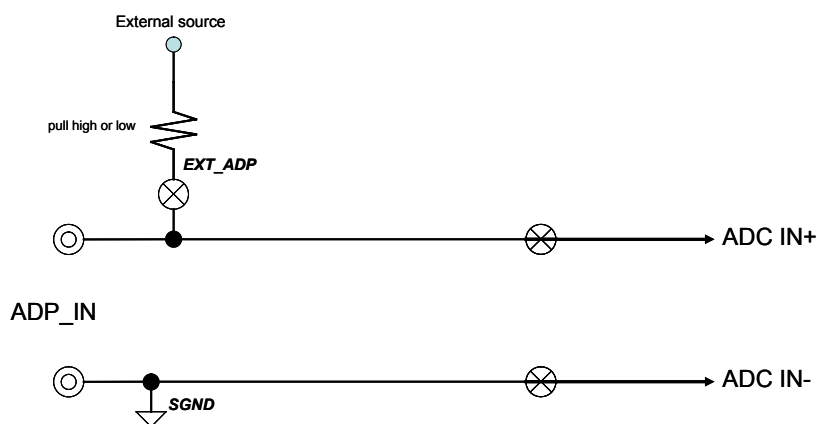 External source
pull high or low
EXT_ADP
ADC IN+
ADP_IN
ADC IN-
SGND